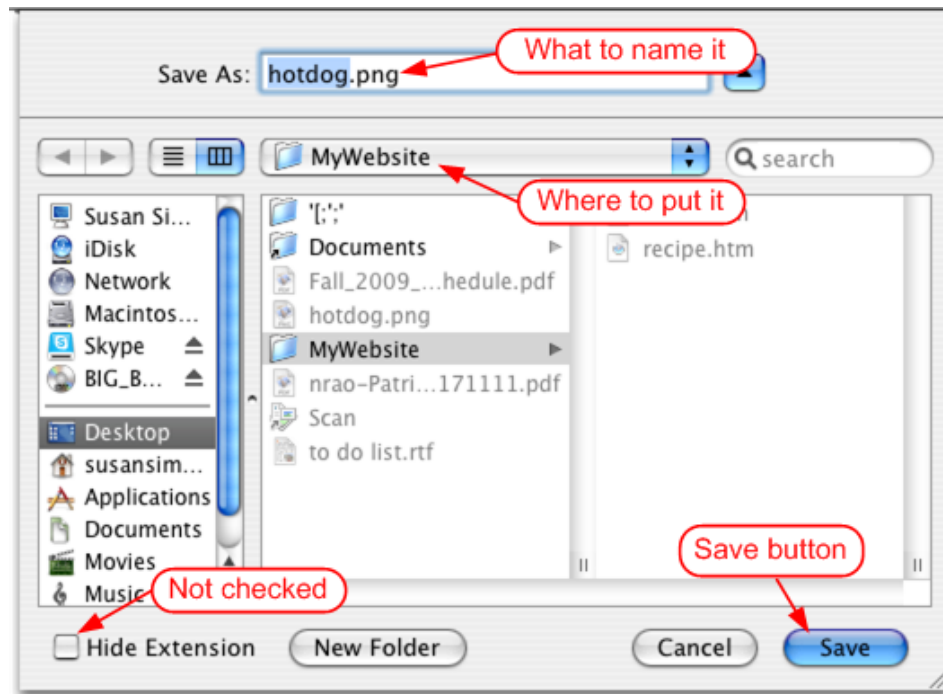 What to name it
Save As: hotdog.png
MyWebsite
search
Where to put it
Susan Si...
iDisk
Network
Macintos...
Skype
BIG_B...
Desktop
susansim...
Applications
Documents
Movies
Music
'[;';'
Documents
Fall_2009_...hedule.pdf
hotdog.png
MyWebsite
nrao-Patri...171111.pdf
Scan
to do list.rtf
recipe.htm
Save button
Not checked
Hide Extension
New Folder
Cancel
Save